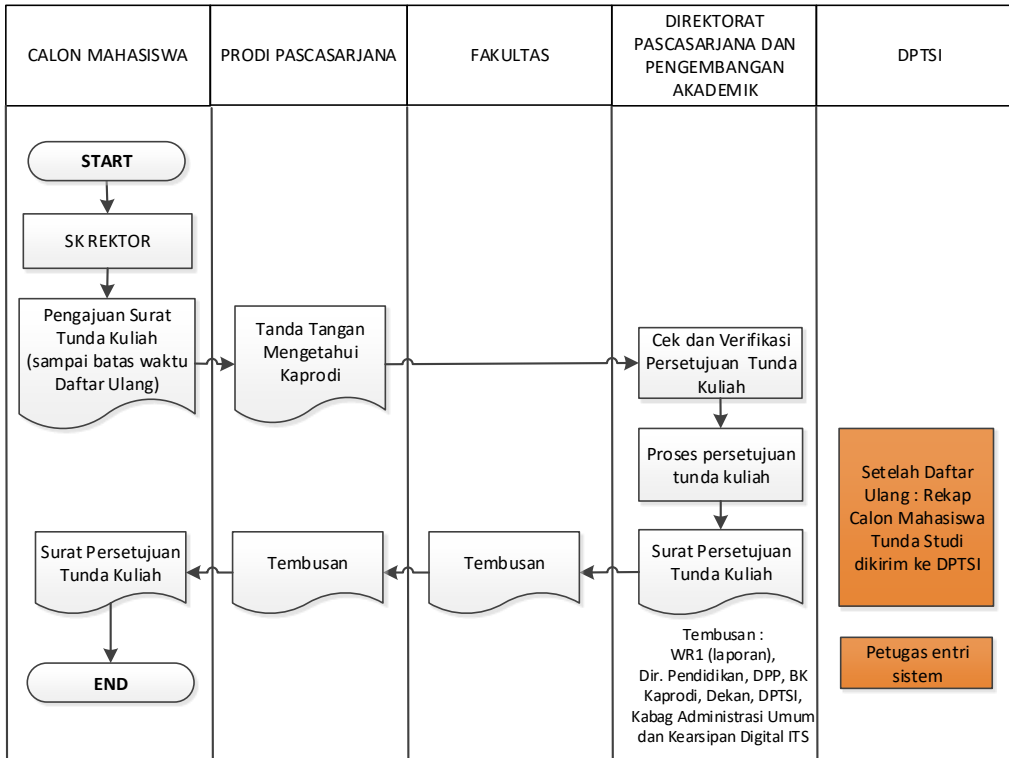 CALON MAHASISWA
PRODI PASCASARJANA
FAKULTAS
DIREKTORAT
PASCASARJANA DAN
PENGEMBANGAN
AKADEMIK
DPTSI
START
SK REKTOR
Pengajuan Surat
Tunda Kuliah
(sampai batas waktu
Daftar Ulang)
Tanda Tangan
Mengetahui
Kaprodi
Cek dan Verifikasi
Persetujuan Tunda
Kuliah
Proses persetujuan
tunda kuliah
Setelah Daftar
Ulang : Rekap
Calon Mahasiswa
Tunda Studi
dikirim ke DPTSI
Surat Persetujuan
Tunda Kuliah
Tembusan
Tembusan
Surat Persetujuan
Tunda Kuliah
Tembusan :
WR1 (laporan),
Dir. Pendidikan, DPP, BK
Kaprodi, Dekan, DPTSI,
Kabag Administrasi Umum
dan Kearsipan Digital ITS
Petugas entri
sistem
END